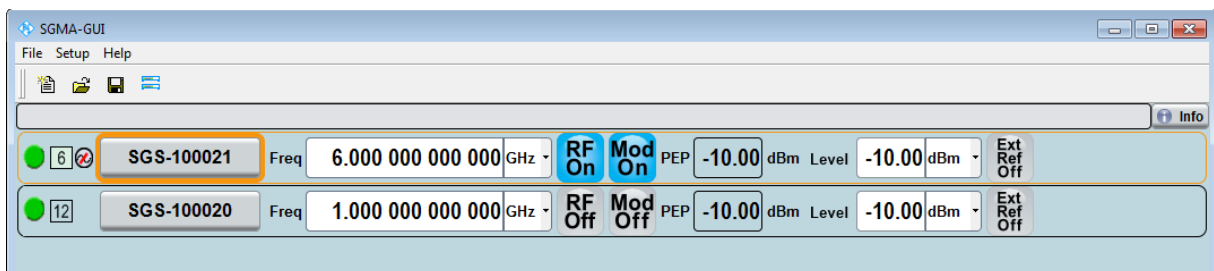 SGMA-GUI
File Setup Help
Info
6 SGS-100021 Freq 6.000 000 000 000 GHz RF On Mod On PEP -10.00 dBm Level -10.00 dBm Ext Ref Off
12 SGS-100020 Freq 1.000 000 000 000 GHz RF Off Mod Off PEP -10.00 dBm Level -10.00 dBm Ext Ref Off